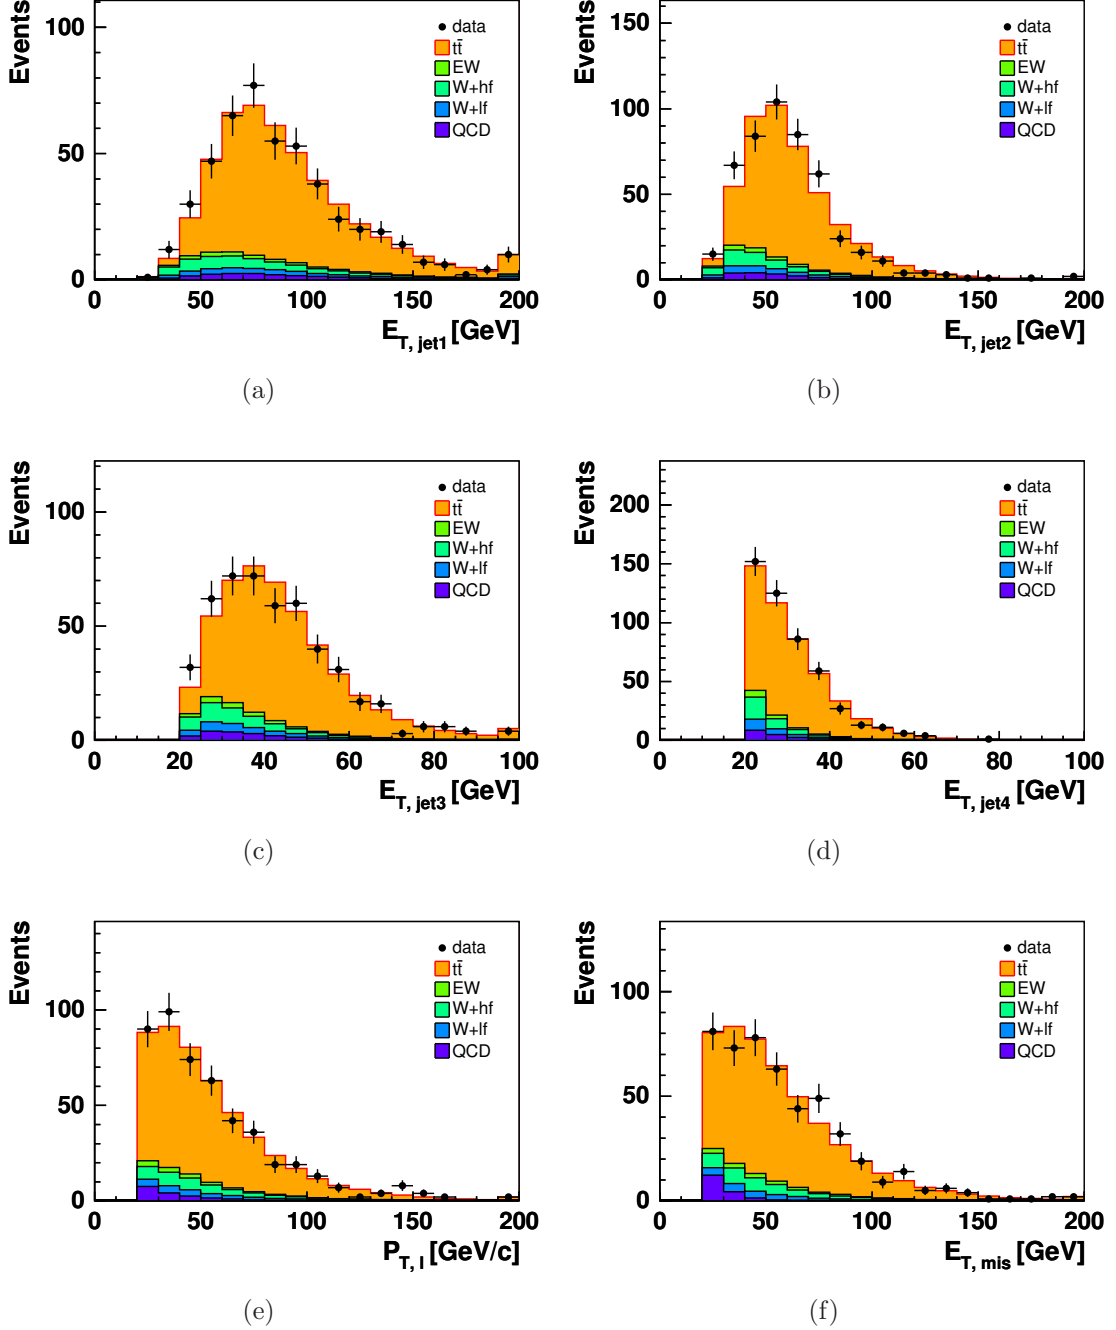 Events
100
50
0
data
tt̄
EW
W+hf
W+lf
QCD
0 50 100 150 200
E_T, jet1 [GeV]
(a)
Events
150
100
50
0
data
tt̄
EW
W+hf
W+lf
QCD
0 50 100 150 200
E_T, jet2 [GeV]
(b)
Events
100
50
0
data
tt̄
EW
W+hf
W+lf
QCD
0 20 40 60 80 100
E_T, jet3 [GeV]
(c)
Events
200
150
100
50
0
data
tt̄
EW
W+hf
W+lf
QCD
0 20 40 60 80 100
E_T, jet4 [GeV]
(d)
Events
100
50
0
data
tt̄
EW
W+hf
W+lf
QCD
0 50 100 150 200
P_T, l [GeV/c]
(e)
Events
100
50
0
data
tt̄
EW
W+hf
W+lf
QCD
0 50 100 150 200
E_T, mis [GeV]
(f)